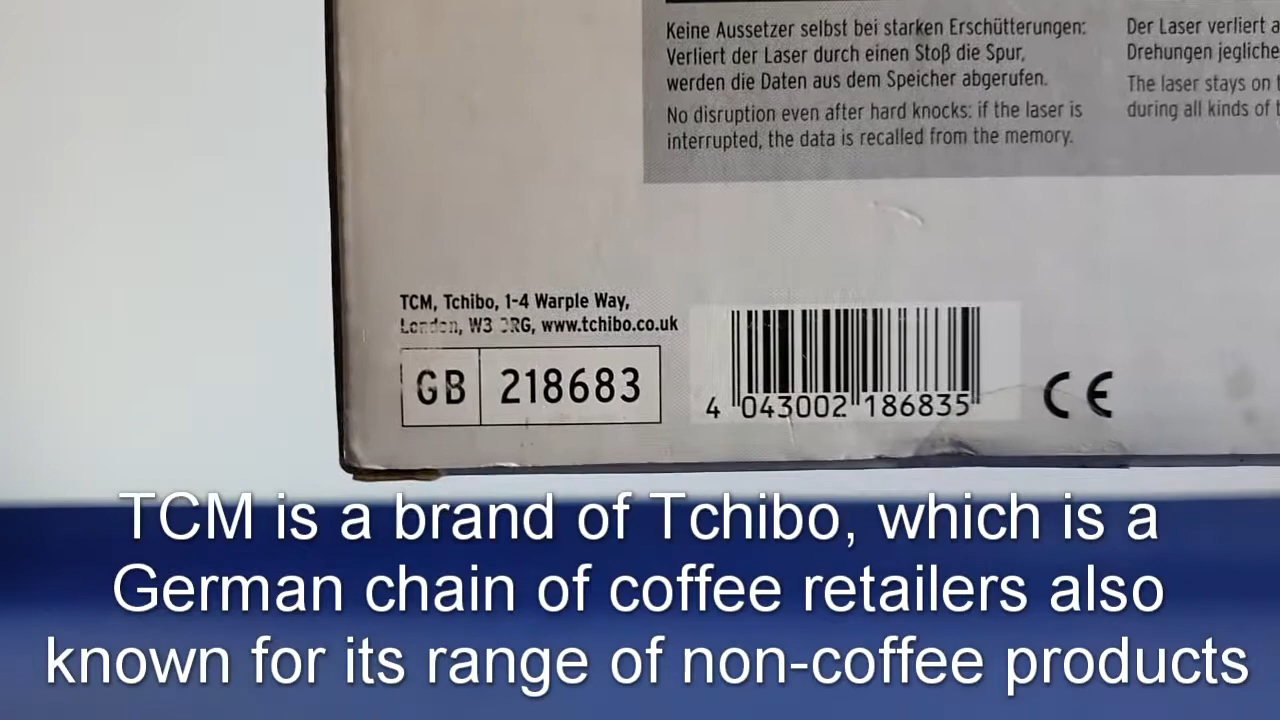 Keine Aussetzer selbst bei starken Erschütterungen:
Verliert der Laser durch einen Stoß die Spur,
werden die Daten aus dem Speicher abgerufen.
No disruption even after hard knocks: if the laser is
interrupted, the data is recalled from the memory.
Der Laser verliert a
Drehungen jegliche
The laser stays on t
during all kinds of t
TCM, Tchibo, 1-4 Warple Way,
London, W3 www.tchibo.co.uk
GB 218683
4 043002 186835
CE
TCM is a brand of Tchibo, which is a
German chain of coffee retailers also
known for its range of non-coffee products